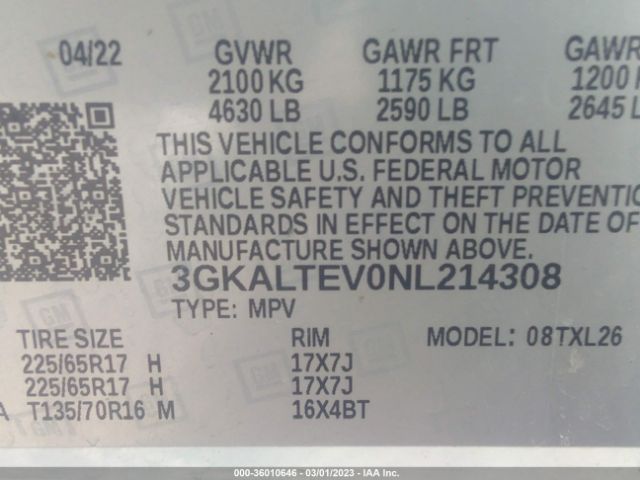 04/22 GVWR GAWR FRT GAWR
2100 KG 1175 KG 1200
4630 LB 2590 LB 2645 L
THIS VEHICLE CONFORMS TO ALL
APPLICABLE U.S. FEDERAL MOTOR
VEHICLE SAFETY AND THEFT PREVENTIO
STANDARDS IN EFFECT ON THE DATE OF
MANUFACTURE SHOWN ABOVE.
3GKALTEV0NL214308
TYPE: MPV
TIRE SIZE RIM MODEL: 08TXL26
225/65R17 H 17X7J
225/65R17 H 17X7J
A T135/70R16 M 16X4BT
GM
000-36010646 - 03/01/2023 - IAA Inc.